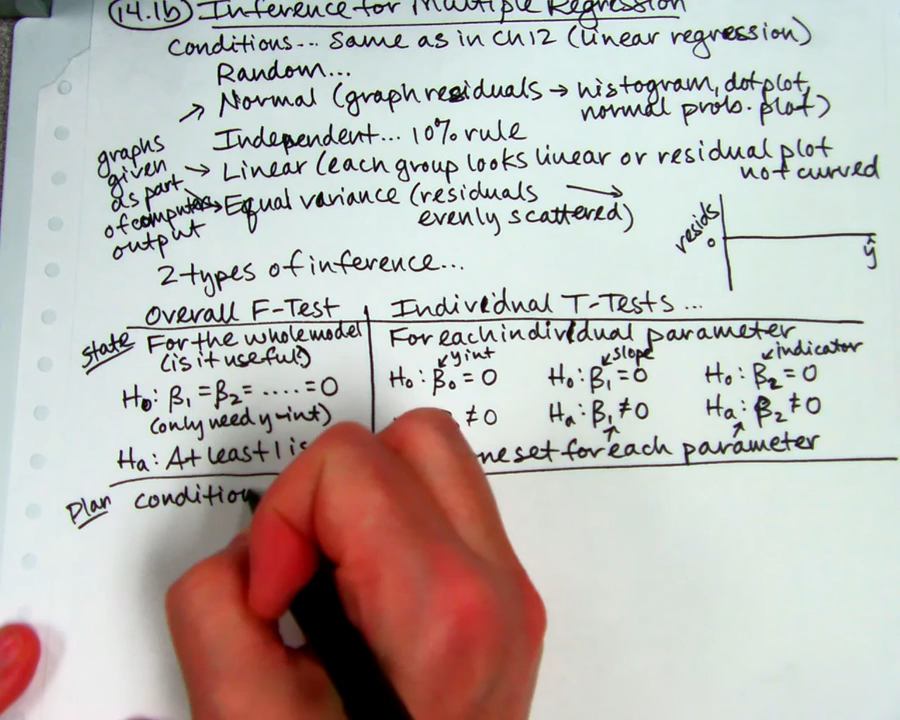 14.1b) Inference for Multiple Regression
Conditions... Same as in Ch 12 (linear regression)
Random...
Normal (graph residuals → histogram, dotplot,
normal prob. plot)
Independent... 10% rule
graphs
given
as part
of computer
output
Linear (each group looks linear or residual plot
not curved
Equal variance (residuals
evenly scattered)
resids
0
ŷ
2 types of inference...
Overall F-Test
Individual T-Tests...
State
For the whole model
(is it useful?)
H₀: β₁ = β₂ = ..... = 0
(only need y-int)
Ha: At least 1 is
For each individual parameter
y int
slope
indicator
H₀: β₀ = 0 H₀: β₁ = 0 H₀: β₂ = 0
≠ 0 Ha: β₁ ≠ 0 Ha: β₂ ≠ 0
set for each parameter
Plan
condition